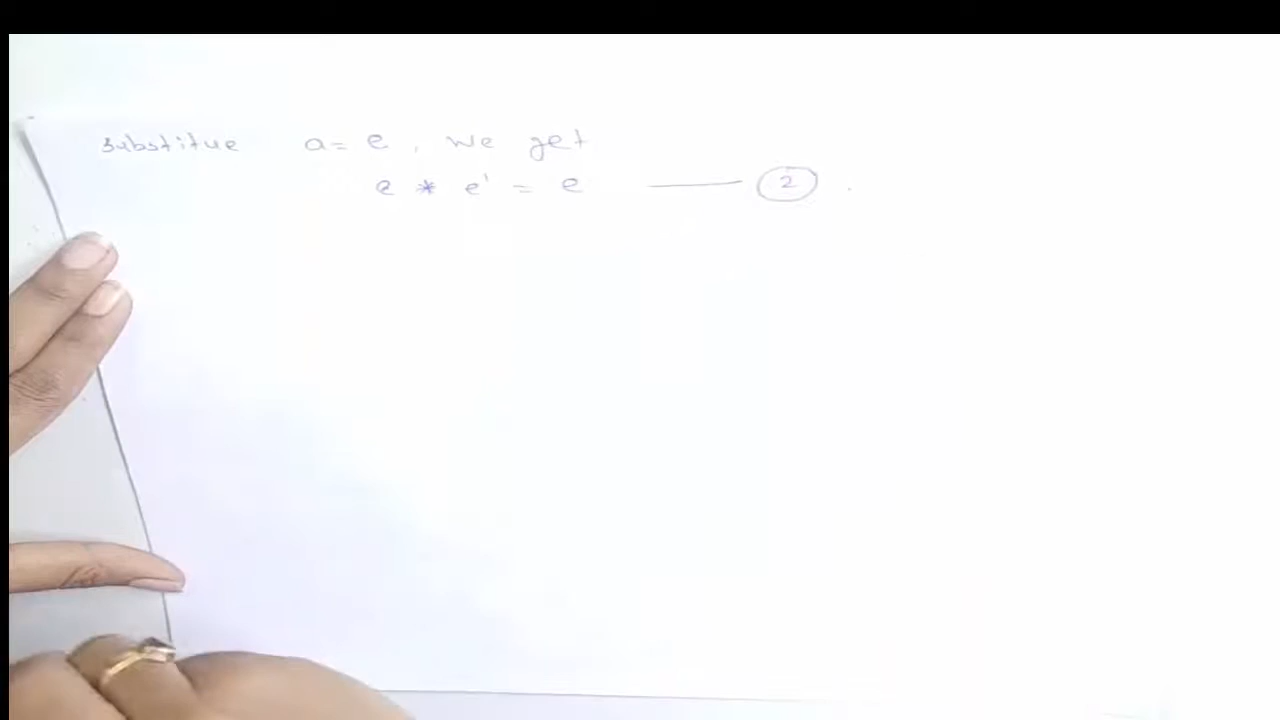 substitue a = e , we get
e * e' = e —— 2